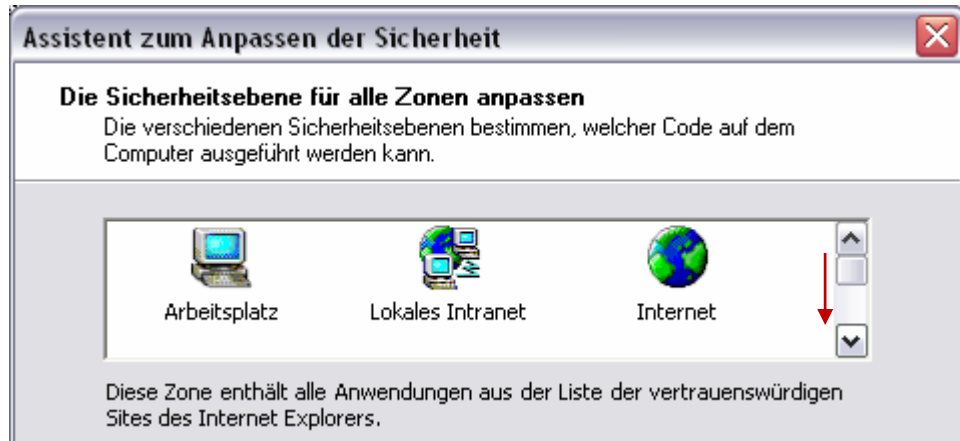 Assistent zum Anpassen der Sicherheit
Die Sicherheitsebene für alle Zonen anpassen
Die verschiedenen Sicherheitsebenen bestimmen, welcher Code auf dem
Computer ausgeführt werden kann.
Arbeitsplatz Lokales Intranet Internet
Diese Zone enthält alle Anwendungen aus der Liste der vertrauenswürdigen
Sites des Internet Explorers.